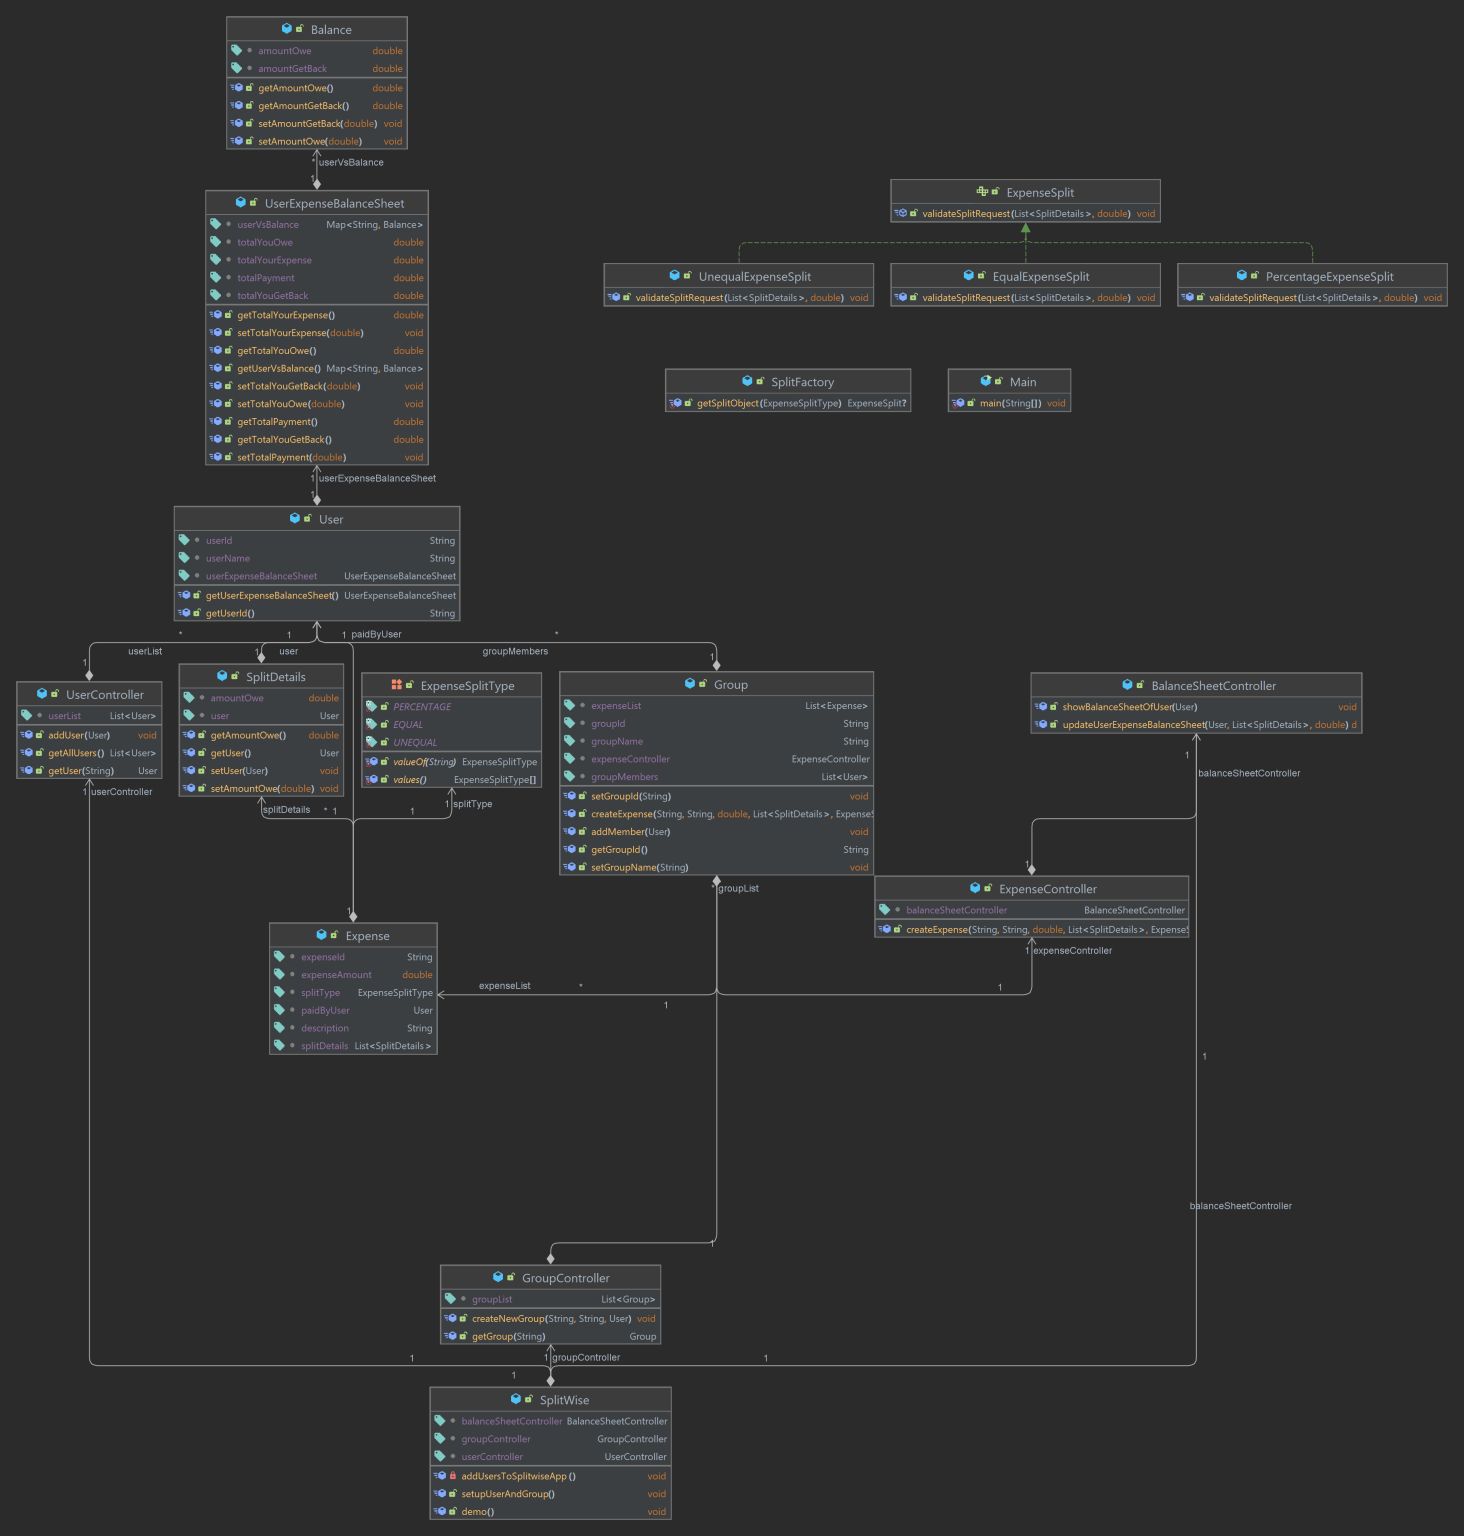 Balance
amountOwe double
amountGetBack double
getAmountOwe() double
getAmountGetBack() double
setAmountGetBack(double) void
setAmountOwe(double) void
* userVsBalance
1
UserExpenseBalanceSheet
userVsBalance Map<String, Balance>
totalYouOwe double
totalYourExpense double
totalPayment double
totalYouGetBack double
getTotalYourExpense() double
setTotalYourExpense(double) void
getTotalYouOwe() double
getUserVsBalance() Map<String, Balance>
setTotalYouGetBack(double) void
setTotalYouOwe(double) void
getTotalPayment() double
getTotalYouGetBack() double
setTotalPayment(double) void
1 userExpenseBalanceSheet
1
ExpenseSplit
validateSplitRequest(List<SplitDetails>, double) void
UnequalExpenseSplit
validateSplitRequest(List<SplitDetails>, double) void
EqualExpenseSplit
validateSplitRequest(List<SplitDetails>, double) void
PercentageExpenseSplit
validateSplitRequest(List<SplitDetails>, double) void
SplitFactory
getSplitObject(ExpenseSplitType) ExpenseSplit?
Main
main(String[]) void
User
userId String
userName String
userExpenseBalanceSheet UserExpenseBalanceSheet
getUserExpenseBalanceSheet() UserExpenseBalanceSheet
getUserId() String
* 1 1 paidByUser *
userList 1 user groupMembers
1 1
UserController
userList List<User>
addUser(User) void
getAllUsers() List<User>
getUser(String) User
1 userController
SplitDetails
amountOwe double
user User
getAmountOwe() double
getUser() User
setUser(User) void
setAmountOwe(double) void
splitDetails * 1
ExpenseSplitType
PERCENTAGE
EQUAL
UNEQUAL
valueOf(String) ExpenseSplitType
values() ExpenseSplitType[]
1 1 splitType
Group
expenseList List<Expense>
groupId String
groupName String
expenseController ExpenseController
groupMembers List<User>
setGroupId(String) void
createExpense(String, String, double, List<SplitDetails>, ExpenseS
addMember(User) void
getGroupId() String
setGroupName(String) void
* groupList
BalanceSheetController
showBalanceSheetOfUser(User) void
updateUserExpenseBalanceSheet(User, List<SplitDetails>, double) d
1
balanceSheetController
1
ExpenseController
balanceSheetController BalanceSheetController
createExpense(String, String, double, List<SplitDetails>, ExpenseS
1 expenseController
1
Expense
expenseId String
expenseAmount double
splitType ExpenseSplitType
paidByUser User
description String
splitDetails List<SplitDetails>
expenseList * 1
1
1
balanceSheetController
1
GroupController
groupList List<Group>
createNewGroup(String, String, User) void
getGroup(String) Group
1 1 groupController 1
1
SplitWise
balanceSheetController BalanceSheetController
groupController GroupController
userController UserController
addUsersToSplitwiseApp() void
setupUserAndGroup() void
demo() void